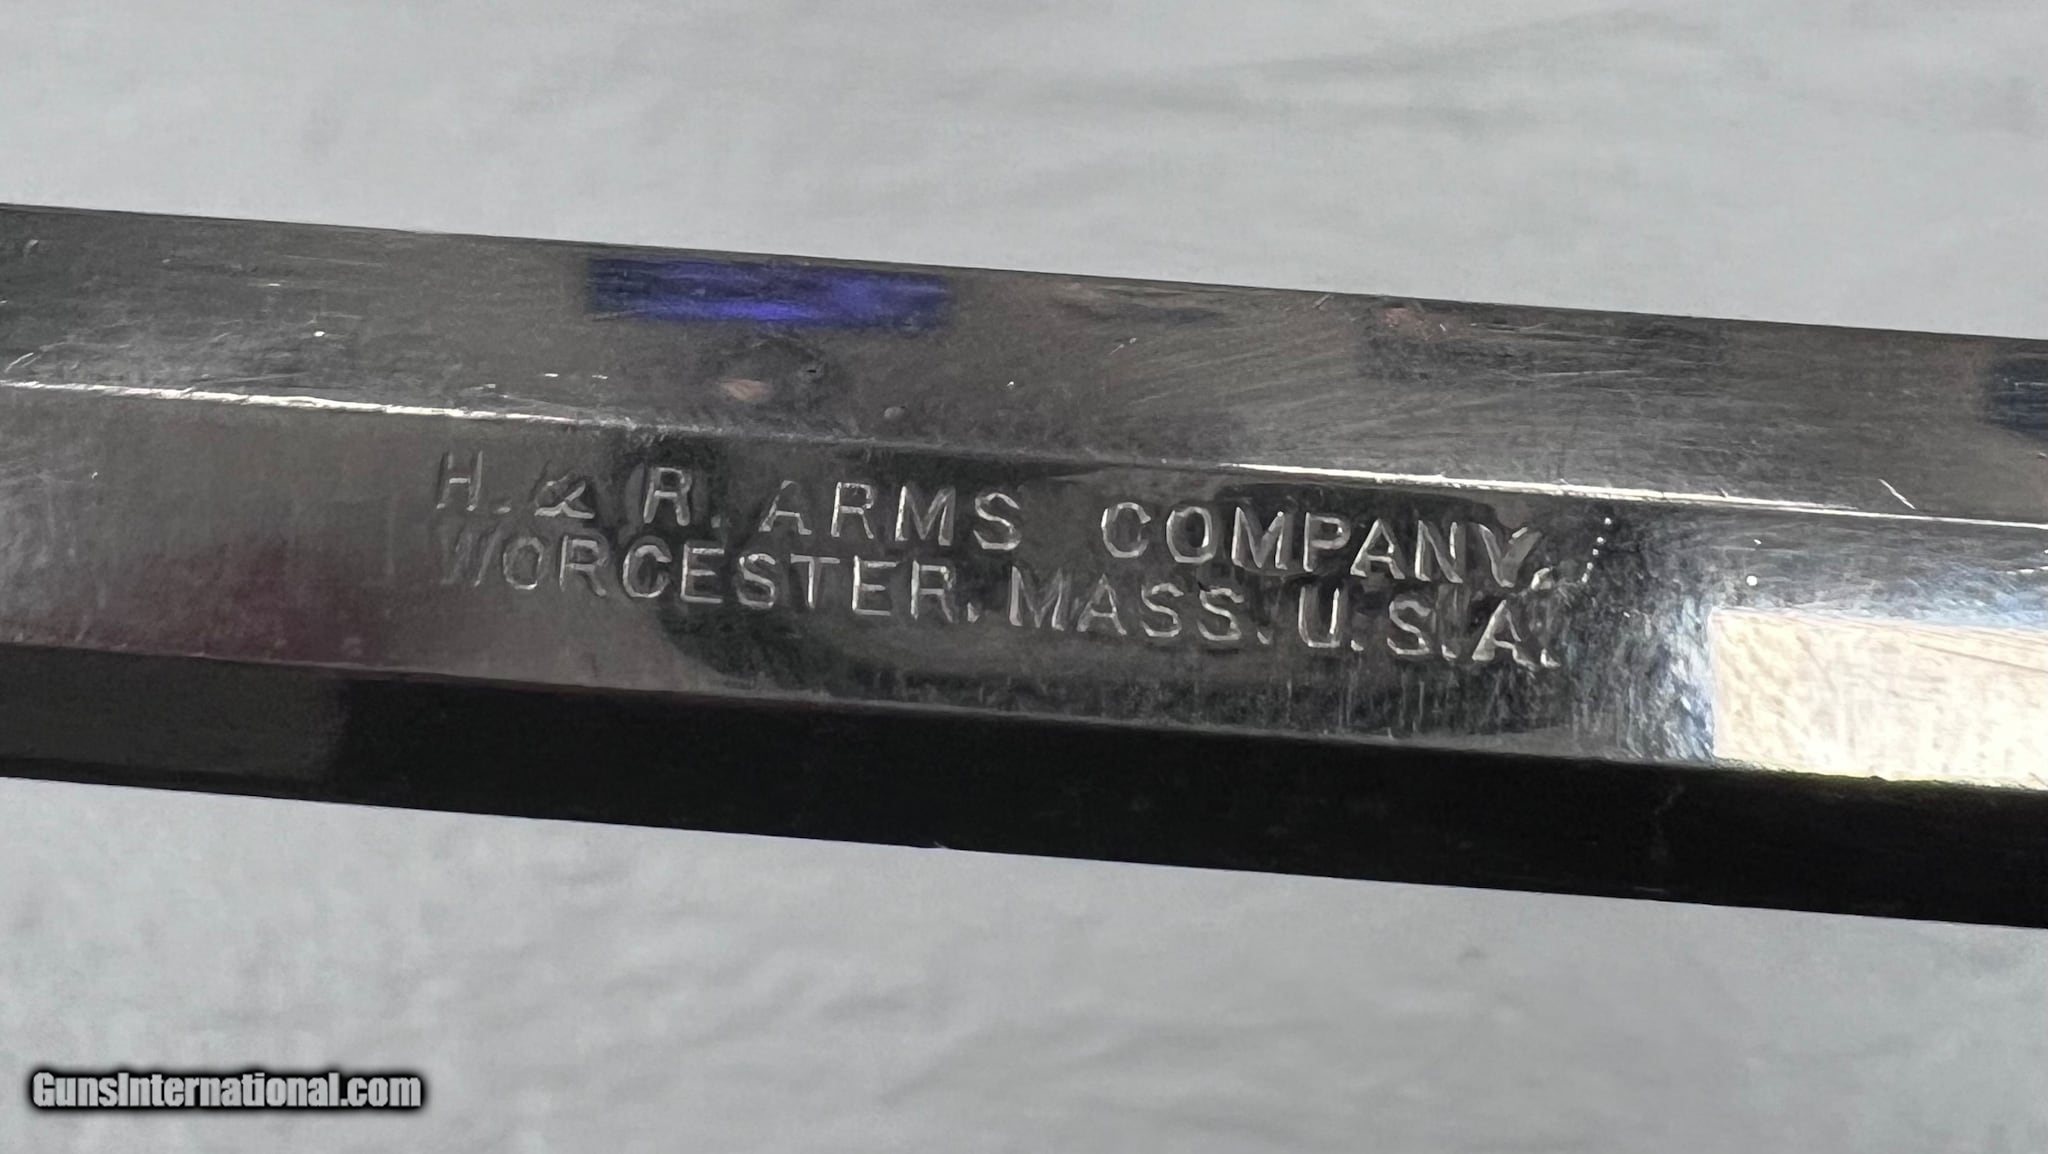 H. & R. ARMS COMPANY,
WORCESTER, MASS. U.S.A.
GunsInternational.com